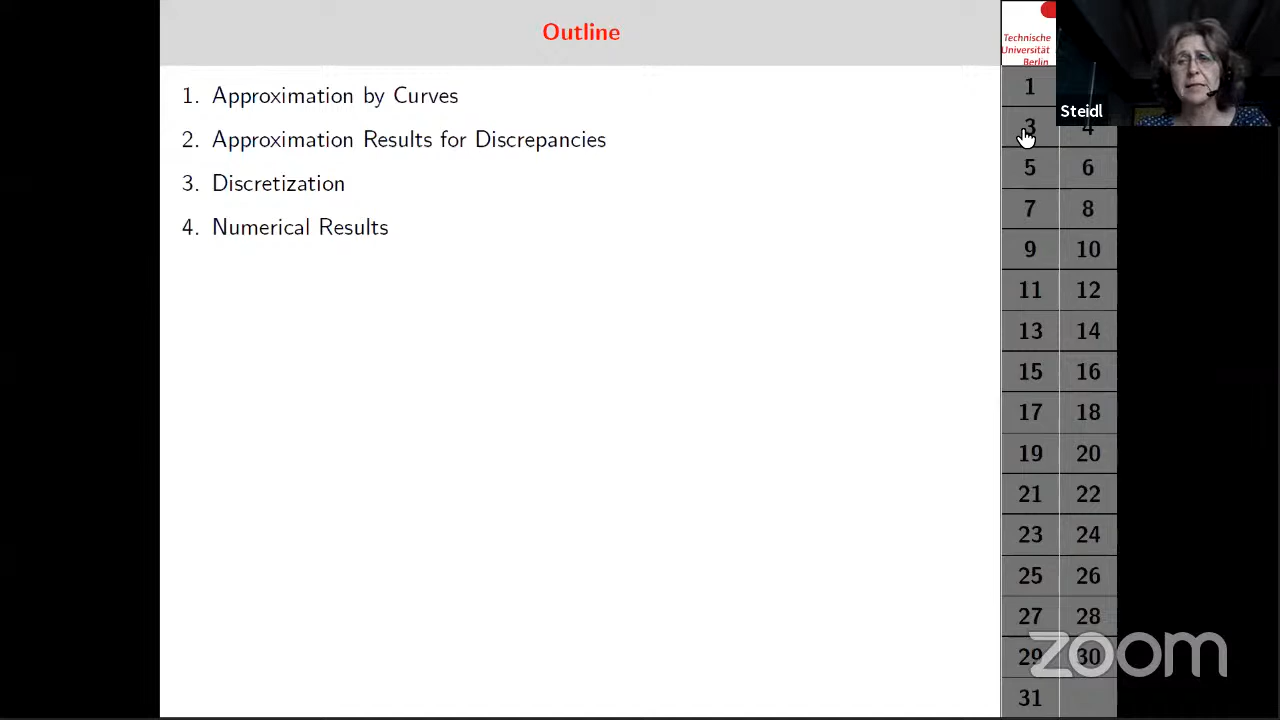 Outline
1. Approximation by Curves
2. Approximation Results for Discrepancies
3. Discretization
4. Numerical Results
Technische
Universität
Berlin
Steidl
1
3 4
5 6
7 8
9 10
11 12
13 14
15 16
17 18
19 20
21 22
23 24
25 26
27 28
29 30
31
zoom